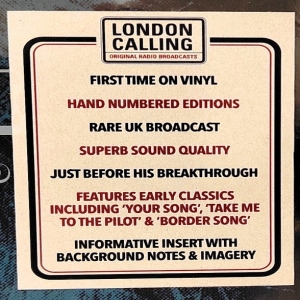 LONDON
CALLING
ORIGINAL RADIO BROADCASTS
FIRST TIME ON VINYL
HAND NUMBERED EDITIONS
RARE UK BROADCAST
SUPERB SOUND QUALITY
JUST BEFORE HIS BREAKTHROUGH
FEATURES EARLY CLASSICS
INCLUDING 'YOUR SONG', 'TAKE ME
TO THE PILOT' & 'BORDER SONG'
INFORMATIVE INSERT WITH
BACKGROUND NOTES & IMAGERY